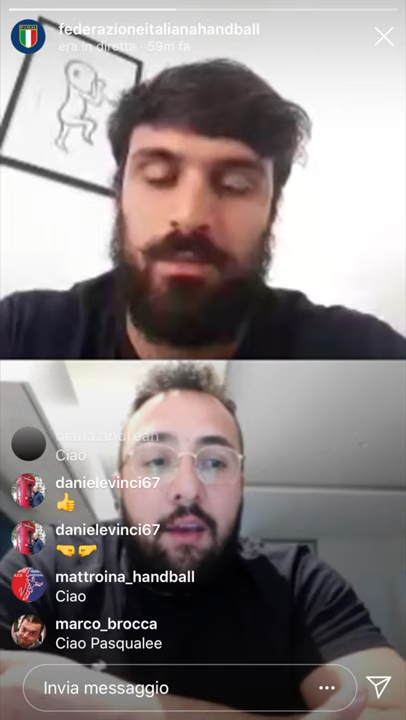 federazioneitalianahandball
era in diretta · 59m fa
Ciao
danielevinci67
👍
danielevinci67
🤜🤛
mattroina_handball
Ciao
marco_brocca
Ciao Pasqualee
Invia messaggio